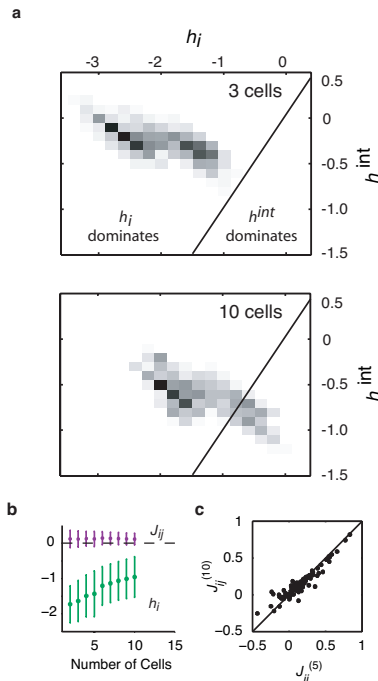 a
h_i
-3 -2 -1 0
3 cells
0.5
0
-0.5
-1.0
-1.5
h^int
h_i dominates
h^int dominates
10 cells
0.5
0
-0.5
-1.0
-1.5
h^int
b
J_ij
0
-1
-2
h_i
5 10 15
Number of Cells
c
1
0.5
0
−0.5
J_ij^(10)
−0.5 0 0.5 1
J_ij^(5)